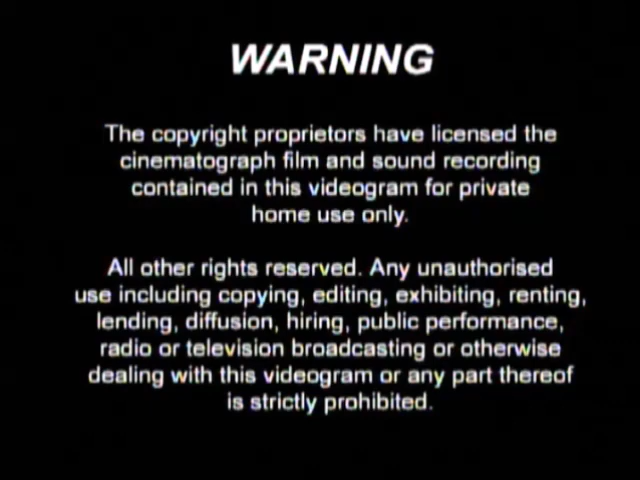 WARNING
The copyright proprietors have licensed the
cinematograph film and sound recording
contained in this videogram for private
home use only.
All other rights reserved. Any unauthorised
use including copying, editing, exhibiting, renting,
lending, diffusion, hiring, public performance,
radio or television broadcasting or otherwise
dealing with this videogram or any part thereof
is strictly prohibited.